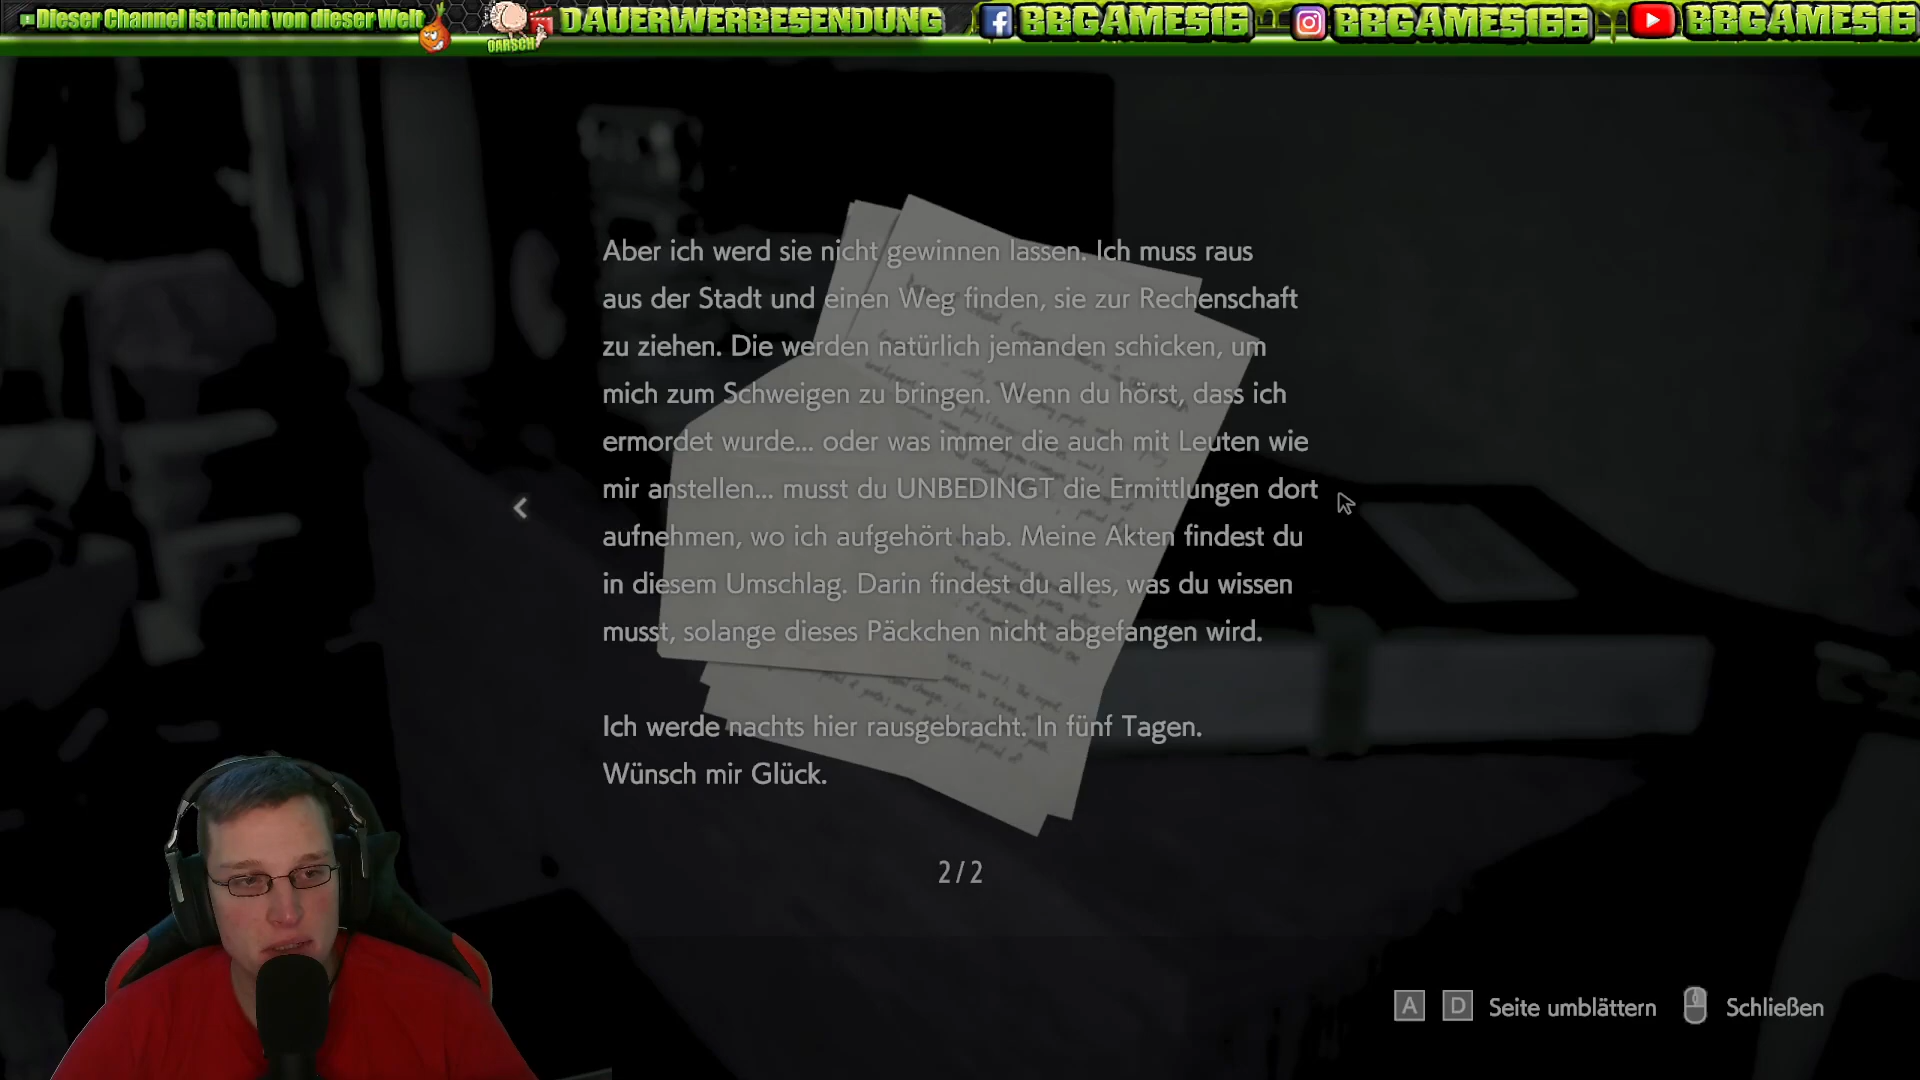 Dieser Channel ist nicht von dieser Welt
OARSCH
DAUERWERBESENDUNG
BBGAMES16
BBGAMES166
BBGAMES16
Aber ich werd sie nicht gewinnen lassen. Ich muss raus
aus der Stadt und einen Weg finden, sie zur Rechenschaft
zu ziehen. Die werden natürlich jemanden schicken, um
mich zum Schweigen zu bringen. Wenn du hörst, dass ich
ermordet wurde... oder was immer die auch mit Leuten wie
mir anstellen... musst du UNBEDINGT die Ermittlungen dort
aufnehmen, wo ich aufgehört hab. Meine Akten findest du
in diesem Umschlag. Darin findest du alles, was du wissen
musst, solange dieses Päckchen nicht abgefangen wird.
Ich werde nachts hier rausgebracht. In fünf Tagen.
Wünsch mir Glück.
2/2
A D Seite umblättern Schließen